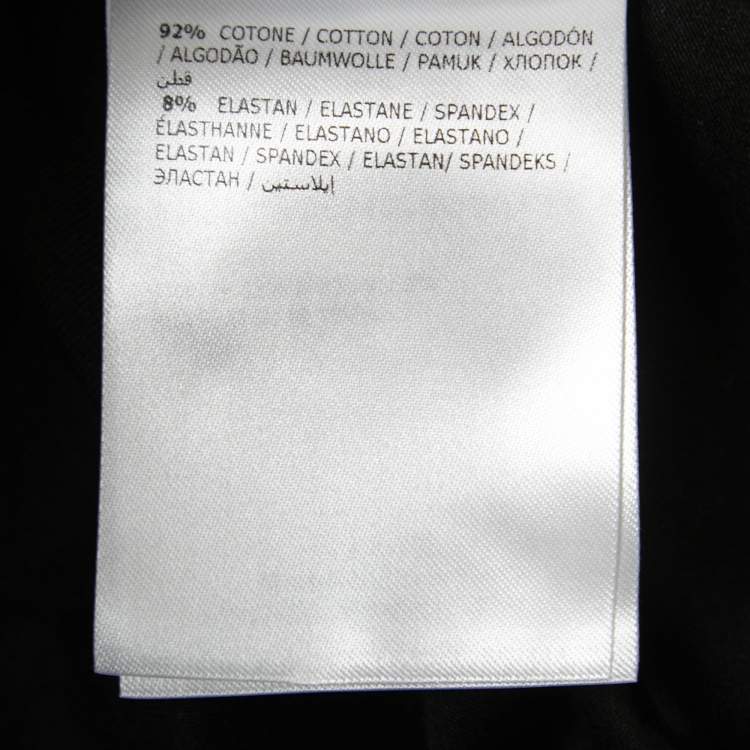 92% COTONE / COTTON / COTON / ALGODÓN
/ ALGODÃO / BAUMWOLLE / PAMUK / ХЛОПОК /
قطن
8% ELASTAN / ELASTANE / SPANDEX /
ÉLASTHANNE / ELASTANO / ELASTANO /
ELASTAN / SPANDEX / ELASTAN/ SPANDEKS /
ЭЛАСТАН / إيلاستين